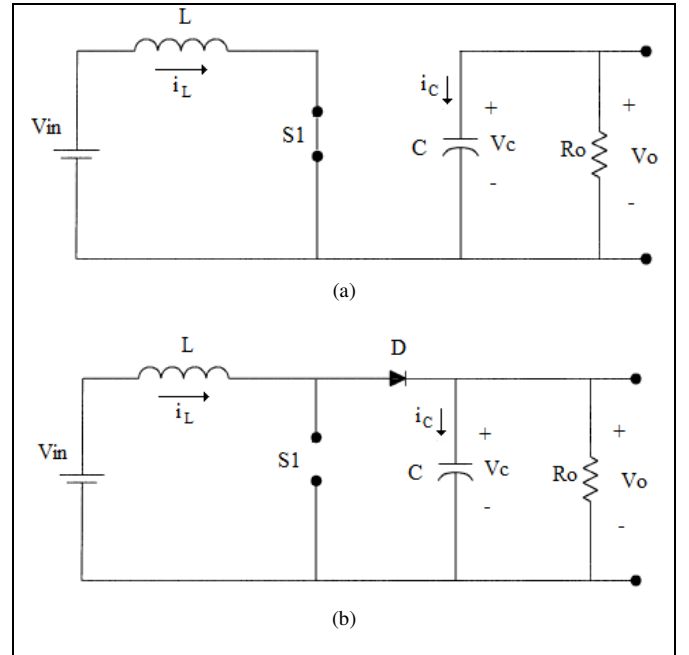 L
iL
Vin
S1
iC
+
C
Vc
-
+
Ro
Vo
-
(a)
L
iL
Vin
S1
D
iC
+
C
Vc
-
+
Ro
Vo
-
(b)